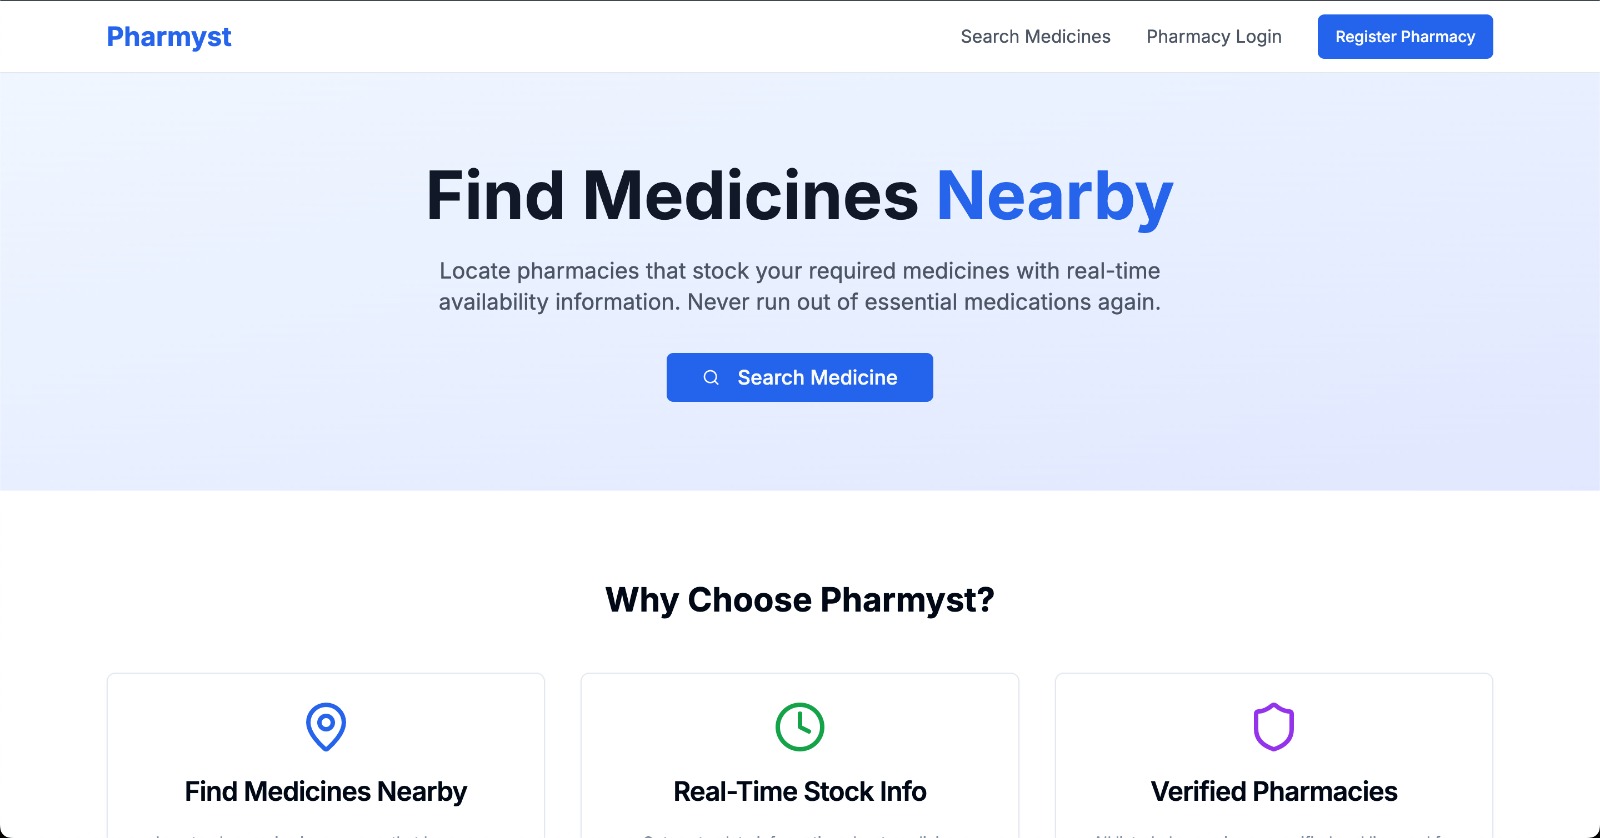 Pharmyst
Search Medicines
Pharmacy Login
Register Pharmacy
Find Medicines Nearby
Locate pharmacies that stock your required medicines with real-time
availability information. Never run out of essential medications again.
Search Medicine
Why Choose Pharmyst?
Find Medicines Nearby
Real-Time Stock Info
Verified Pharmacies